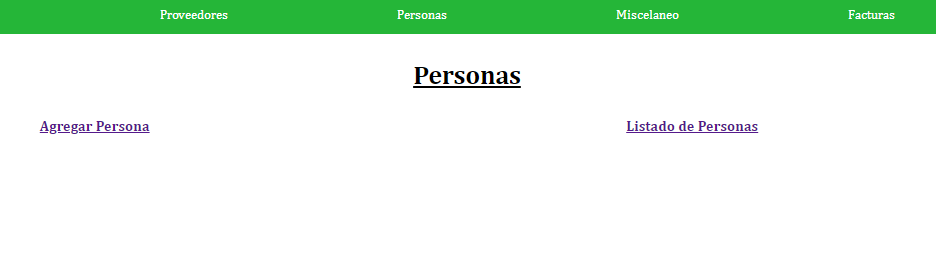 Proveedores Personas Miscelaneo Facturas
Personas
Agregar Persona Listado de Personas